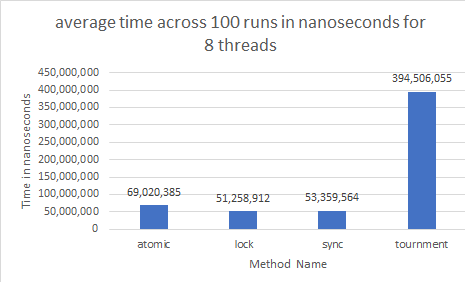 average time across 100 runs in nanoseconds for
8 threads
Time in nanoseconds
450,000,000
400,000,000
350,000,000
300,000,000
250,000,000
200,000,000
150,000,000
100,000,000
50,000,000
0
69,020,385
51,258,912
53,359,564
394,506,055
atomic
lock
sync
tournment
Method Name